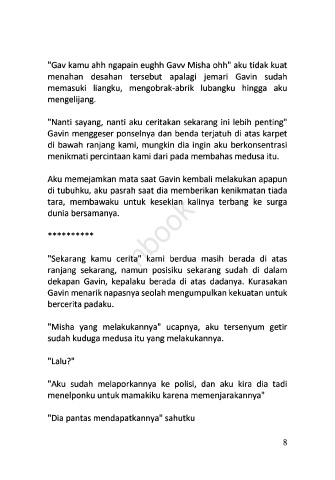 "Gav kamu ahh ngapain eughh Gavv Misha ohh" aku tidak kuat
menahan desahan tersebut apalagi jemari Gavin sudah
memasuki liangku, mengobrak-abrik lubangku hingga aku
mengelijang.
"Nanti sayang, nanti aku ceritakan sekarang ini lebih penting"
Gavin menggeser ponselnya dan benda terjatuh di atas karpet
di bawah ranjang kami, mungkin dia ingin aku berkonsentrasi
menikmati percintaan kami dari pada membahas medusa itu.
Aku memejamkan mata saat Gavin kembali melakukan apapun
di tubuhku, aku pasrah saat dia memberikan kenikmatan tiada
tara, membawaku untuk kesekian kalinya terbang ke surga
dunia bersamanya.
**********
"Sekarang kamu cerita" kami berdua masih berada di atas
ranjang sekarang, namun posisiku sekarang sudah di dalam
dekapan Gavin, kepalaku berada di atas dadanya. Kurasakan
Gavin menarik napasnya seolah mengumpulkan kekuatan untuk
bercerita padaku.
"Misha yang melakukannya" ucapnya, aku tersenyum getir
sudah kuduga medusa itu yang melakukannya.
"Lalu?"
"Aku sudah melaporkannya ke polisi, dan aku kira dia tadi
menelponku untuk mamakiku karena memenjarakannya"
"Dia pantas mendapatkannya" sahutku
8